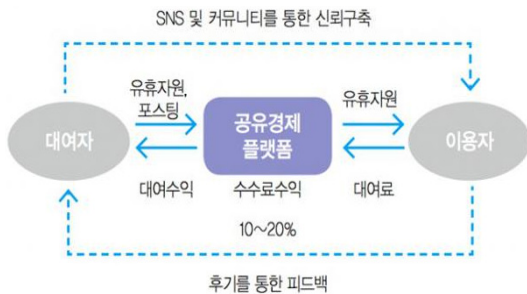 SNS 및 커뮤니티를 통한 신뢰구축
유휴자원,
포스팅
유휴자원
대여자
공유경제
플랫폼
이용자
대여수익
수수료수익
대여료
10~20%
후기를 통한 피드백